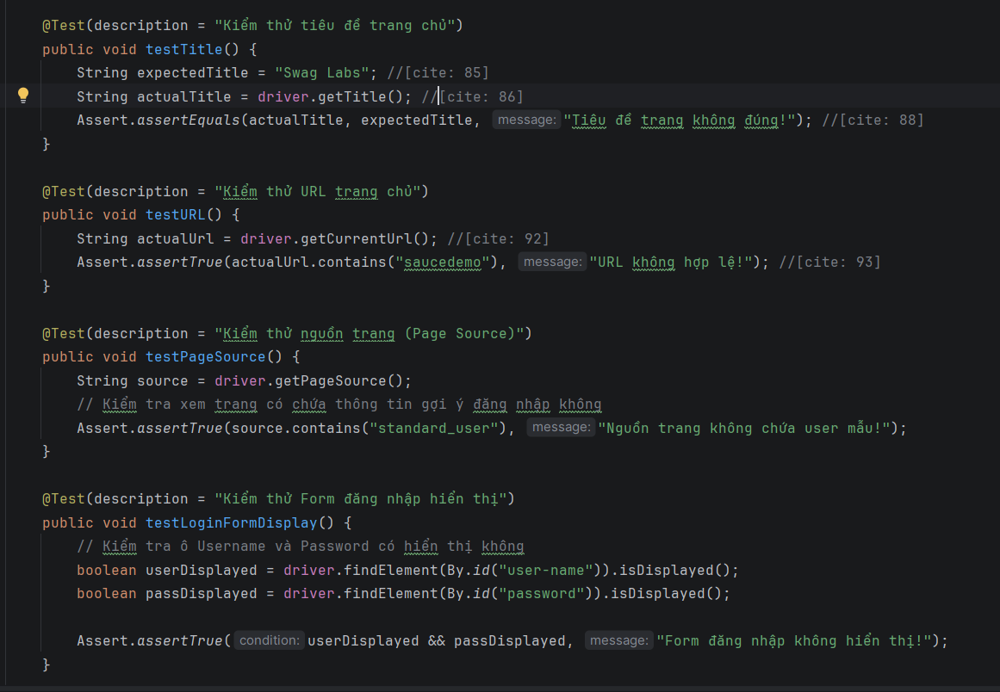 @Test(description = "Kiểm thử tiêu đề trang chủ")
public void testTitle() {
String expectedTitle = "Swag Labs"; //[cite: 85]
String actualTitle = driver.getTitle(); //[cite: 86]
Assert.assertEquals(actualTitle, expectedTitle, message: "Tiêu đề trang không đúng!"); //[cite: 88]
}
@Test(description = "Kiểm thử URL trang chủ")
public void testURL() {
String actualUrl = driver.getCurrentUrl(); //[cite: 92]
Assert.assertTrue(actualUrl.contains("saucedemo"), message: "URL không hợp lệ!"); //[cite: 93]
}
@Test(description = "Kiểm thử nguồn trang (Page Source)")
public void testPageSource() {
String source = driver.getPageSource();
// Kiểm tra xem trang có chứa thông tin gợi ý đăng nhập không
Assert.assertTrue(source.contains("standard_user"), message: "Nguồn trang không chứa user mẫu!");
}
@Test(description = "Kiểm thử Form đăng nhập hiển thị")
public void testLoginFormDisplay() {
// Kiểm tra ô Username và Password có hiển thị không
boolean userDisplayed = driver.findElement(By.id("user-name")).isDisplayed();
boolean passDisplayed = driver.findElement(By.id("password")).isDisplayed();
Assert.assertTrue( condition: userDisplayed && passDisplayed, message: "Form đăng nhập không hiển thị!");
}